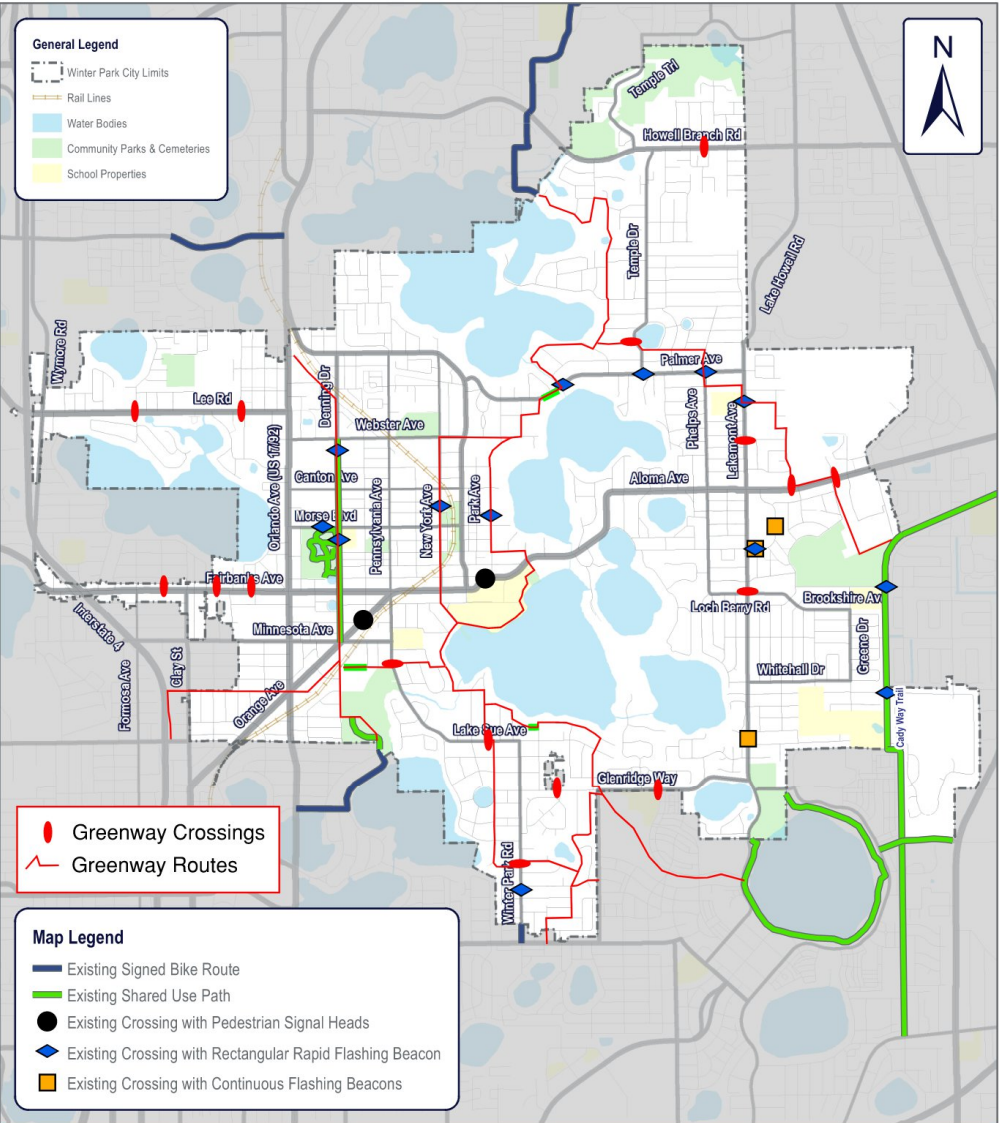 General Legend
Winter Park City Limits
Rail Lines
Water Bodies
Community Parks & Cemeteries
School Properties
N
Temple Trl
Howell Branch Rd
Temple Dr
Lake Howell Rd
Wymore Rd
Lee Rd
Denning Dr
Palmer Ave
Webster Ave
Phelps Ave
Lakemont Ave
Orlando Ave (US 17/92)
Canton Ave
Pennsylvania Ave
New York Ave
Park Ave
Aloma Ave
Morse Blvd
Fairbanks Ave
Interstate 4
Minnesota Ave
Loch Berry Rd
Brookshire Ave
Greene Dr
Whitehall Dr
Clay St
Formosa Ave
Orange Ave
Lake Sue Ave
Cady Way Trail
Glenridge Way
Winter Park Rd
Greenway Crossings
Greenway Routes
Map Legend
Existing Signed Bike Route
Existing Shared Use Path
Existing Crossing with Pedestrian Signal Heads
Existing Crossing with Rectangular Rapid Flashing Beacon
Existing Crossing with Continuous Flashing Beacons